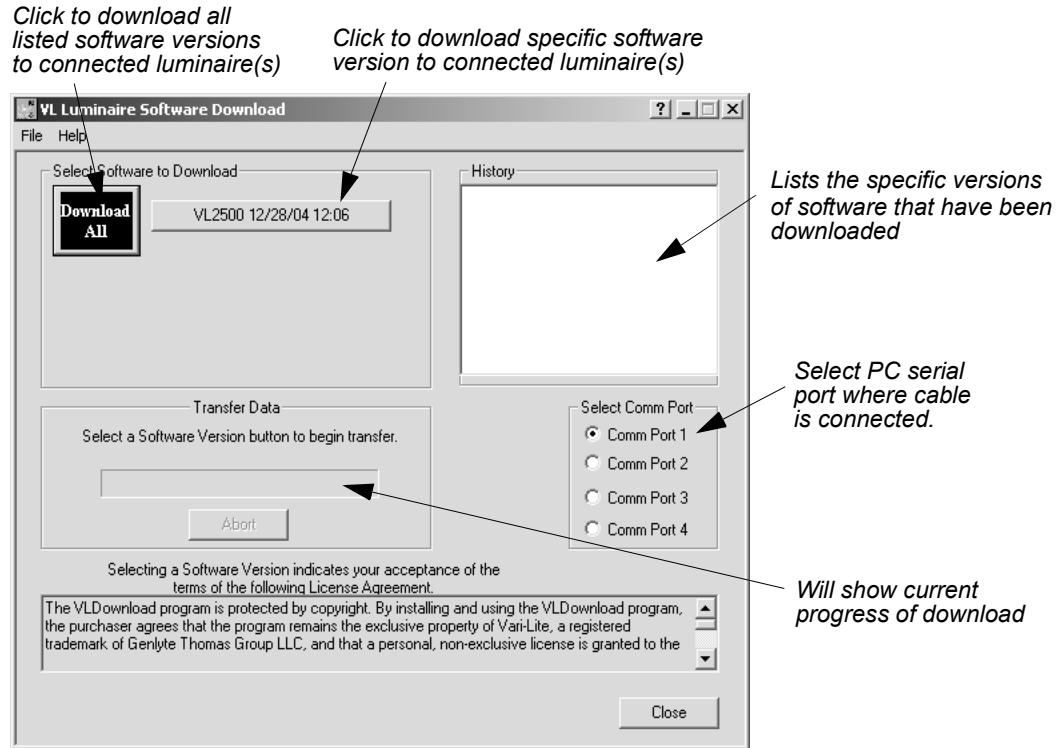 Click to download all
listed software versions
to connected luminaire(s)
Click to download specific software
version to connected luminaire(s)
VL Luminaire Software Download
File Help
Select Software to Download
Download
All
VL2500 12/28/04 12:06
History
Lists the specific versions
of software that have been
downloaded
Transfer Data
Select a Software Version button to begin transfer.
Abort
Select Comm Port
Comm Port 1
Comm Port 2
Comm Port 3
Comm Port 4
Select PC serial
port where cable
is connected.
Selecting a Software Version indicates your acceptance of the
terms of the following License Agreement.
The VLDownload program is protected by copyright. By installing and using the VLDownload program,
the purchaser agrees that the program remains the exclusive property of Vari-Lite, a registered
trademark of Genlyte Thomas Group LLC, and that a personal, non-exclusive license is granted to the
Will show current
progress of download
Close